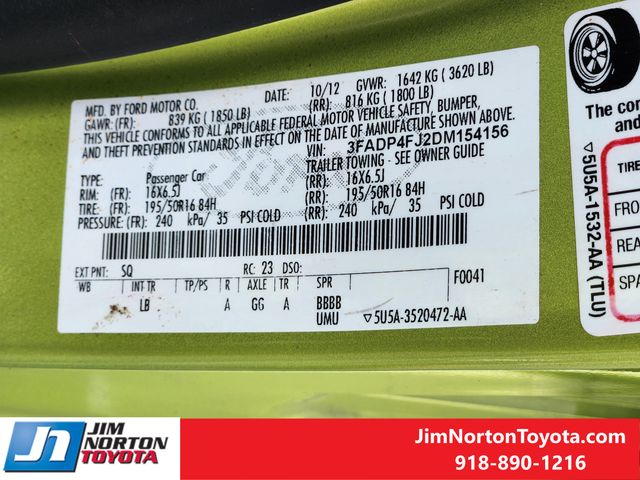 MFD. BY FORD MOTOR CO.
DATE: 10/12 GVWR: 1642 KG ( 3620 LB)
GAWR: (FR): 839 KG ( 1850 LB) (RR): 816 KG ( 1800 LB)
THIS VEHICLE CONFORMS TO ALL APPLICABLE FEDERAL MOTOR VEHICLE SAFETY, BUMPER,
AND THEFT PREVENTION STANDARDS IN EFFECT ON THE DATE OF MANUFACTURE SHOWN ABOVE.
VIN: 3FADP4FJ2DM154156
TYPE: Passenger Car TRAILER TOWING - SEE OWNER GUIDE
RIM: (FR): 16X6.5J (RR): 16X6.5J
TIRE: (FR): 195/50R16 84H (RR): 195/50R16 84H
PRESSURE: (FR): 240 kPa/ 35 PSI COLD (RR): 240 kPa/ 35 PSI COLD
EXT PNT: SQ RC: 23 DSO:
WB INT TR TP/PS R AXLE TR SPR F0041
LB A GG A BBBB
UMU ▽5U5A-3520472-AA
The con
are
▽5U5A-1532-AA (TLU)
TIRE
FRO
REA
SPA
JIM
NORTON
TOYOTA
JimNortonToyota.com
918-890-1216